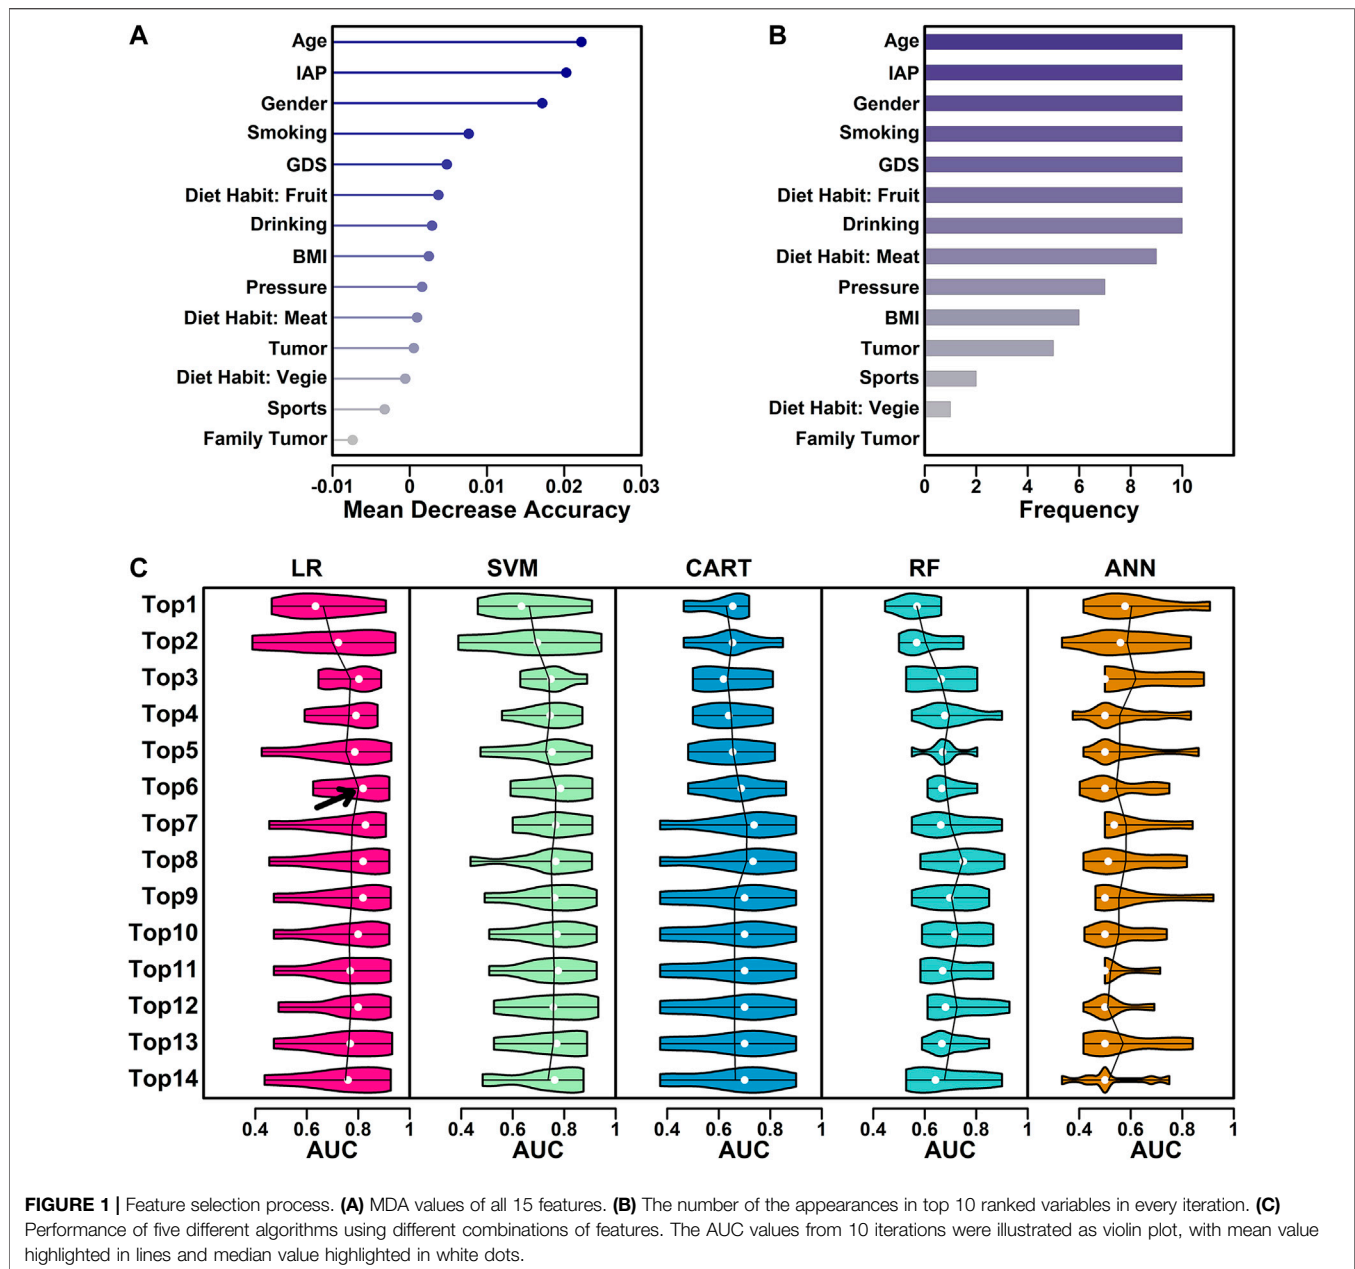 A
Age
IAP
Gender
Smoking
GDS
Diet Habit: Fruit
Drinking
BMI
Pressure
Diet Habit: Meat
Tumor
Diet Habit: Vegie
Sports
Family Tumor
-0.01 0 0.01 0.02 0.03
Mean Decrease Accuracy
B
Age
IAP
Gender
Smoking
GDS
Diet Habit: Fruit
Drinking
Diet Habit: Meat
Pressure
BMI
Tumor
Sports
Diet Habit: Vegie
Family Tumor
0 2 4 6 8 10
Frequency
C
LR SVM CART RF ANN
Top1
Top2
Top3
Top4
Top5
Top6
Top7
Top8
Top9
Top10
Top11
Top12
Top13
Top14
0.4 0.6 0.8 1 0.4 0.6 0.8 1 0.4 0.6 0.8 1 0.4 0.6 0.8 1 0.4 0.6 0.8 1
AUC AUC AUC AUC AUC
FIGURE 1 | Feature selection process. (A) MDA values of all 15 features. (B) The number of the appearances in top 10 ranked variables in every iteration. (C)
Performance of five different algorithms using different combinations of features. The AUC values from 10 iterations were illustrated as violin plot, with mean value
highlighted in lines and median value highlighted in white dots.